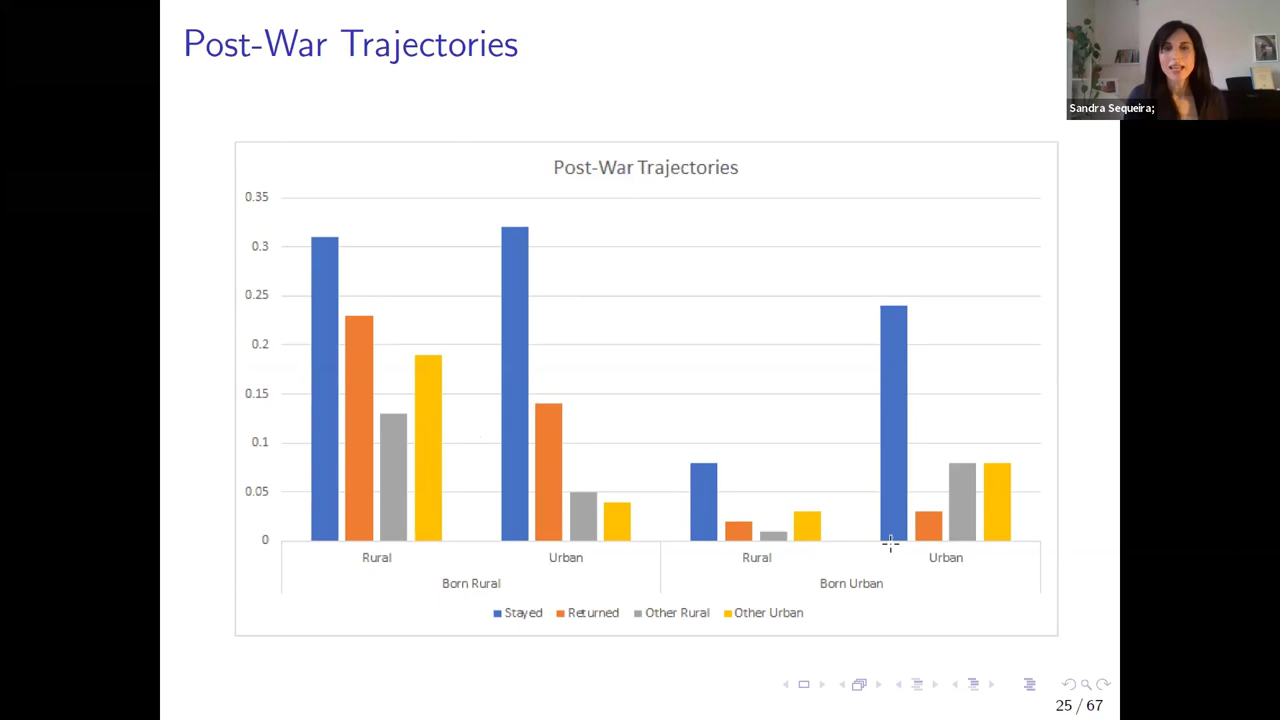 Post-War Trajectories
Sandra Sequeira;
Post-War Trajectories
0.35
0.3
0.25
0.2
0.15
0.1
0.05
0
Rural Urban Rural Urban
Born Rural Born Urban
Stayed Returned Other Rural Other Urban
25 / 67